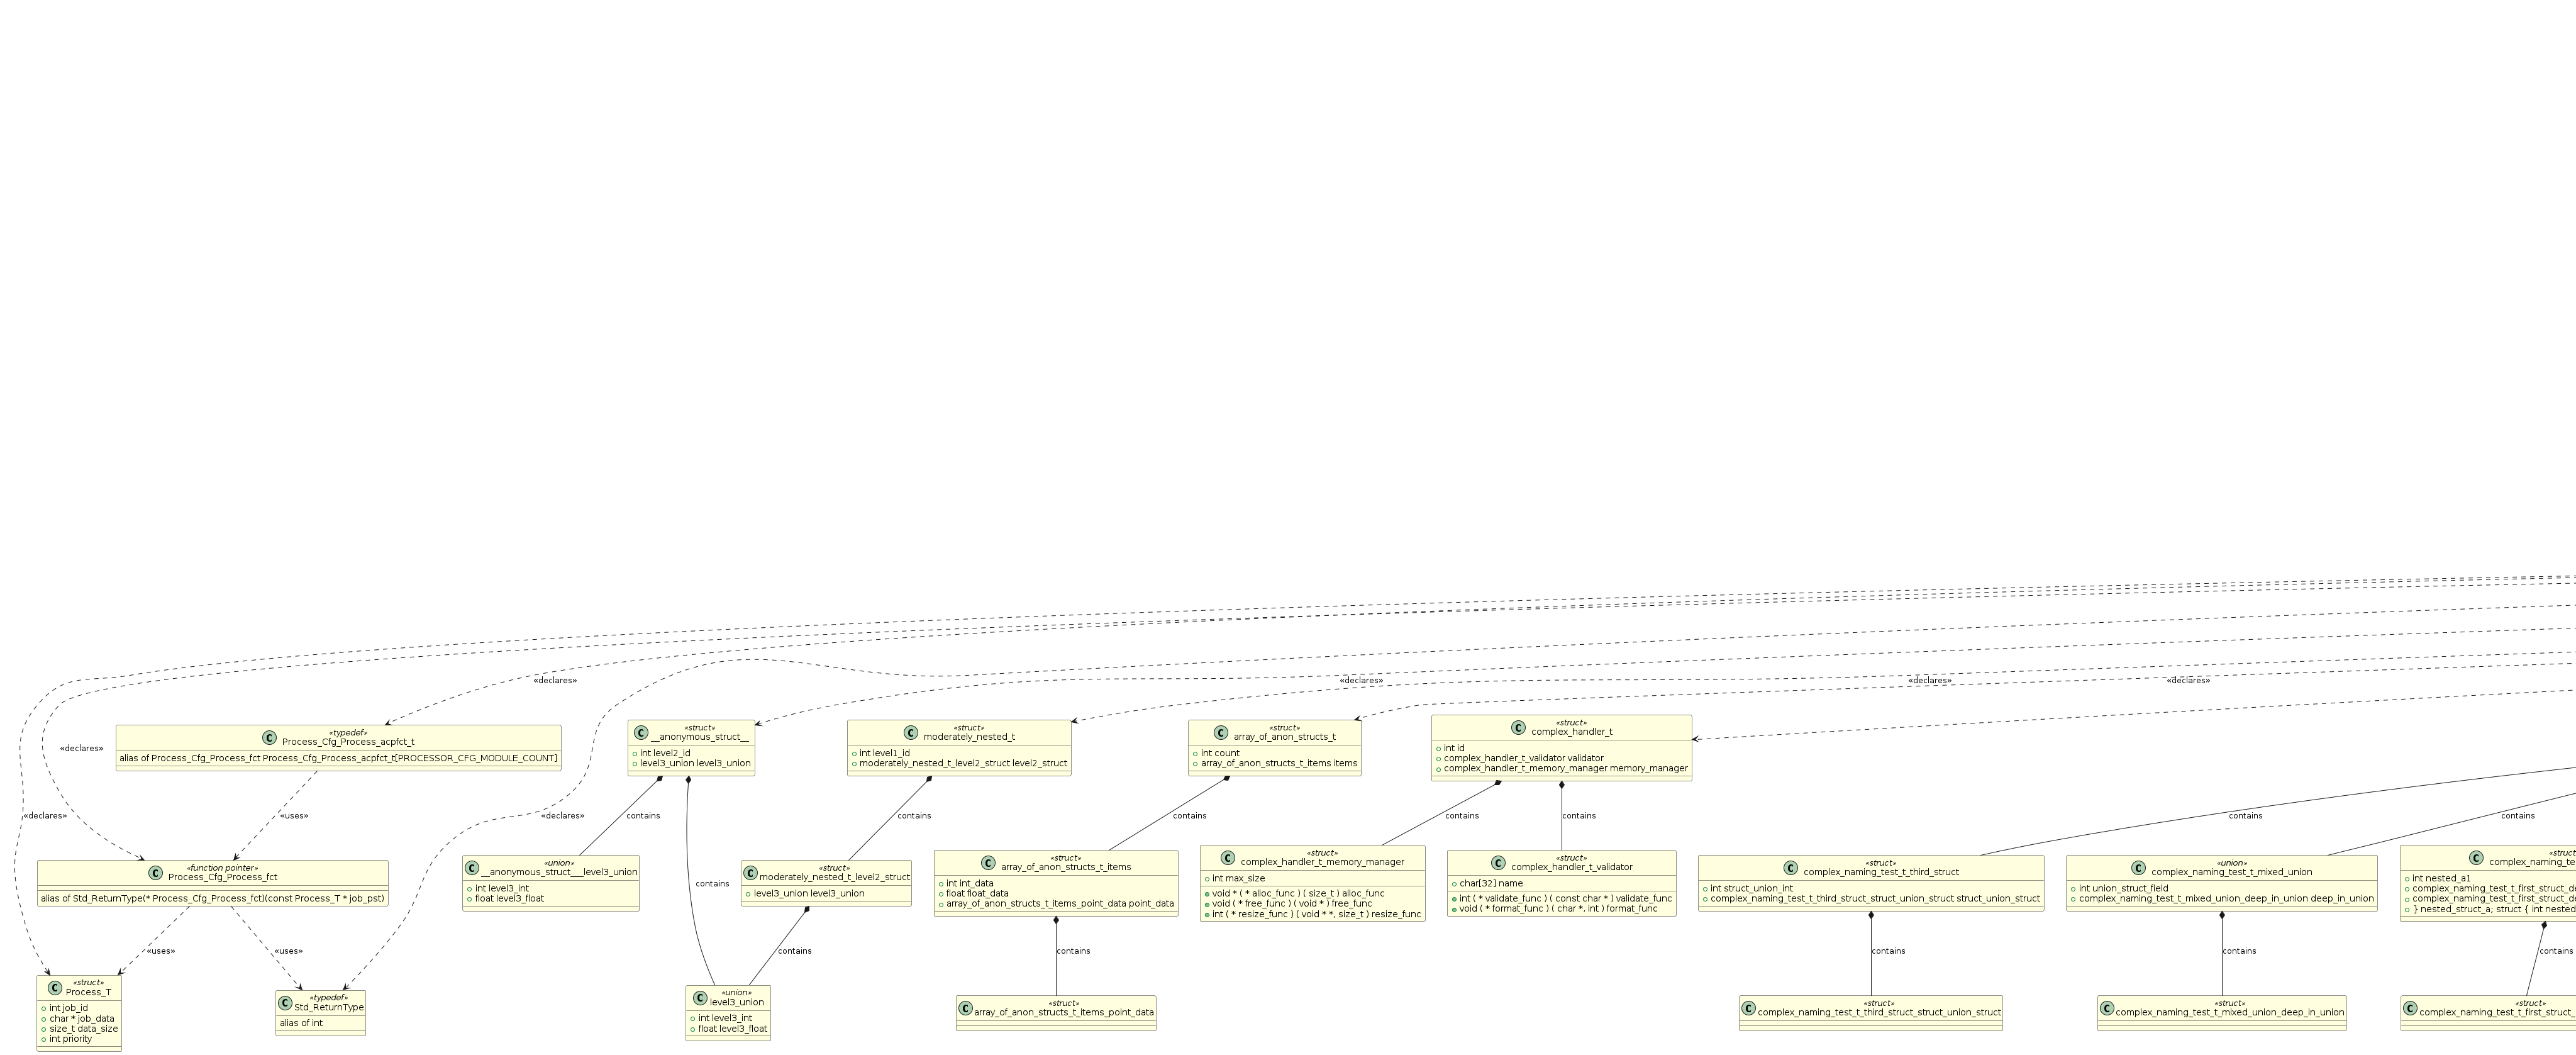 «declares»
«declares»
«declares»
«declares»
«declares»
«declares»
«declares»
«typedef»
Process_Cfg_Process_acpfct_t
alias of Process_Cfg_Process_fct Process_Cfg_Process_acpfct_t[PROCESSOR_CFG_MODULE_COUNT]
«struct»
__anonymous_struct__
int level2_id
level3_union level3_union
«struct»
moderately_nested_t
int level1_id
moderately_nested_t_level2_struct level2_struct
«struct»
array_of_anon_structs_t
int count
array_of_anon_structs_t_items items
«struct»
complex_handler_t
int id
complex_handler_t_validator validator
complex_handler_t_memory_manager memory_manager
«uses»
contains
contains
contains
contains
contains
contains
contains
contains
«function pointer»
Process_Cfg_Process_fct
alias of Std_ReturnType(* Process_Cfg_Process_fct)(const Process_T * job_pst)
«union»
__anonymous_struct___level3_union
int level3_int
float level3_float
«struct»
moderately_nested_t_level2_struct
level3_union level3_union
«struct»
array_of_anon_structs_t_items
int int_data
float float_data
array_of_anon_structs_t_items_point_data point_data
«struct»
complex_handler_t_memory_manager
int max_size
void * ( * alloc_func ) ( size_t ) alloc_func
void ( * free_func ) ( void * ) free_func
int ( * resize_func ) ( void * *, size_t ) resize_func
«struct»
complex_handler_t_validator
char[32] name
int ( * validate_func ) ( const char * ) validate_func
void ( * format_func ) ( char *, int ) format_func
«struct»
complex_naming_test_t_third_struct
int struct_union_int
complex_naming_test_t_third_struct_struct_union_struct struct_union_struct
«union»
complex_naming_test_t_mixed_union
int union_struct_field
complex_naming_test_t_mixed_union_deep_in_union deep_in_union
«struct
complex_naming_te
int nested_a1
complex_naming_test_t_first_struct_de
complex_naming_test_t_first_struct_de
} nested_struct_a; struct { int nested
«uses»
«uses»
contains
contains
contains
contains
contains
«struct»
Process_T
int job_id
char * job_data
size_t data_size
int priority
«typedef»
Std_ReturnType
alias of int
«union»
level3_union
int level3_int
float level3_float
«struct»
array_of_anon_structs_t_items_point_data
«struct»
complex_naming_test_t_third_struct_struct_union_struct
«struct»
complex_naming_test_t_mixed_union_deep_in_union
«struct»
complex_naming_test_t_first_struct_